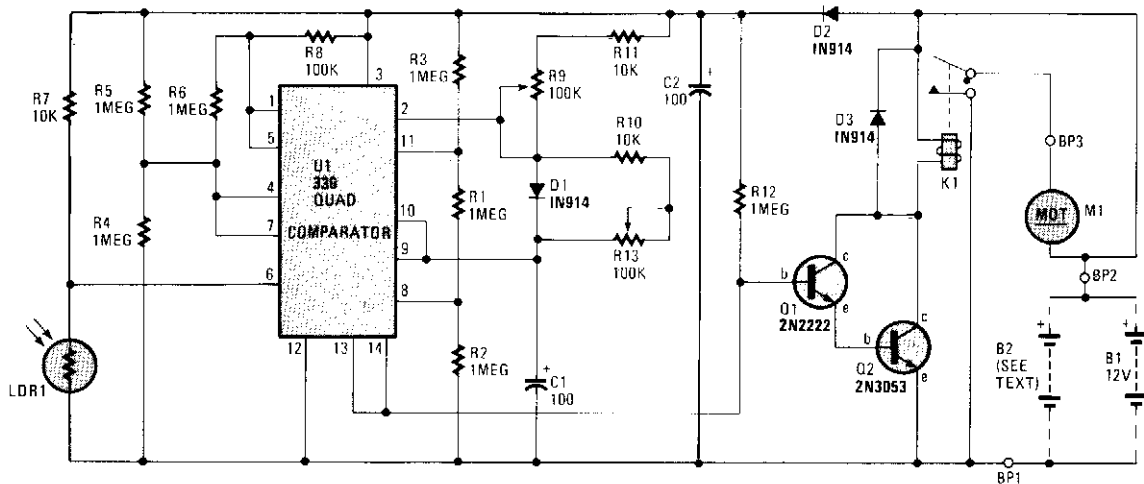 R7
10K
R5
1MEG
R6
1MEG
R8
100K
3
R3
1MEG
R11
10K
R9
100K
C2
100
+
D2
IN914
1
5
4
7
6
2
11
10
9
8
12
13
14
U1
339
QUAD
COMPARATOR
R4
1MEG
R1
1MEG
R2
1MEG
D1
IN914
R10
10K
R13
100K
C1
100
+
LDR1
R12
1MEG
D3
IN914
K1
BP3
MOT
M1
BP2
b
c
e
Q1
2N2222
b
c
e
Q2
2N3053
+
B2
(SEE
TEXT)
+
B1
12V
BP1